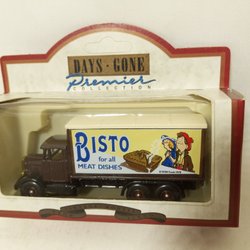 DAYS · GONE
Premier
COLLECTION
BISTO
for all
MEAT DISHES